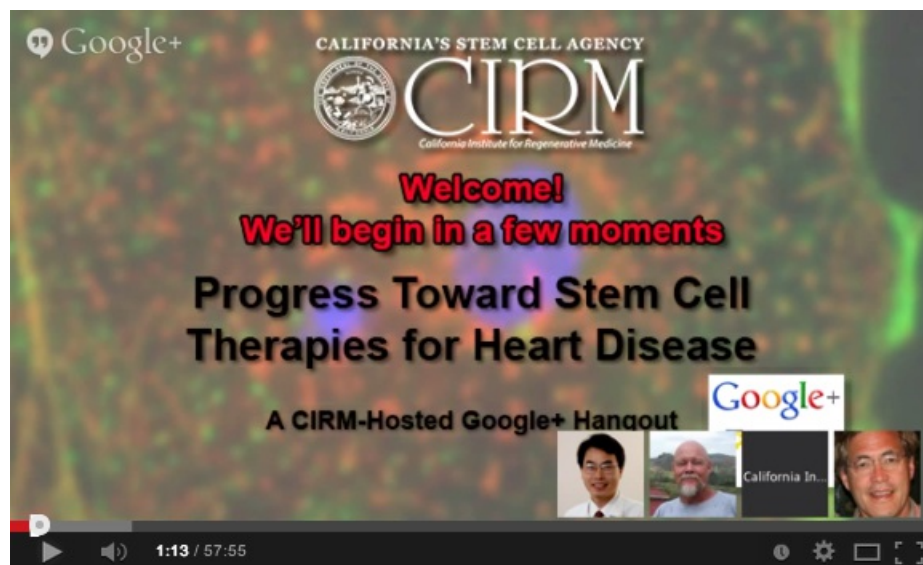 Google+
CALIFORNIA'S STEM CELL AGENCY
CIRM
California Institute for Regenerative Medicine
Welcome!
We'll begin in a few moments
Progress Toward Stem Cell
Therapies for Heart Disease
Google+
A CIRM-Hosted Google+ Hangout
California In...
1:13 / 57:55